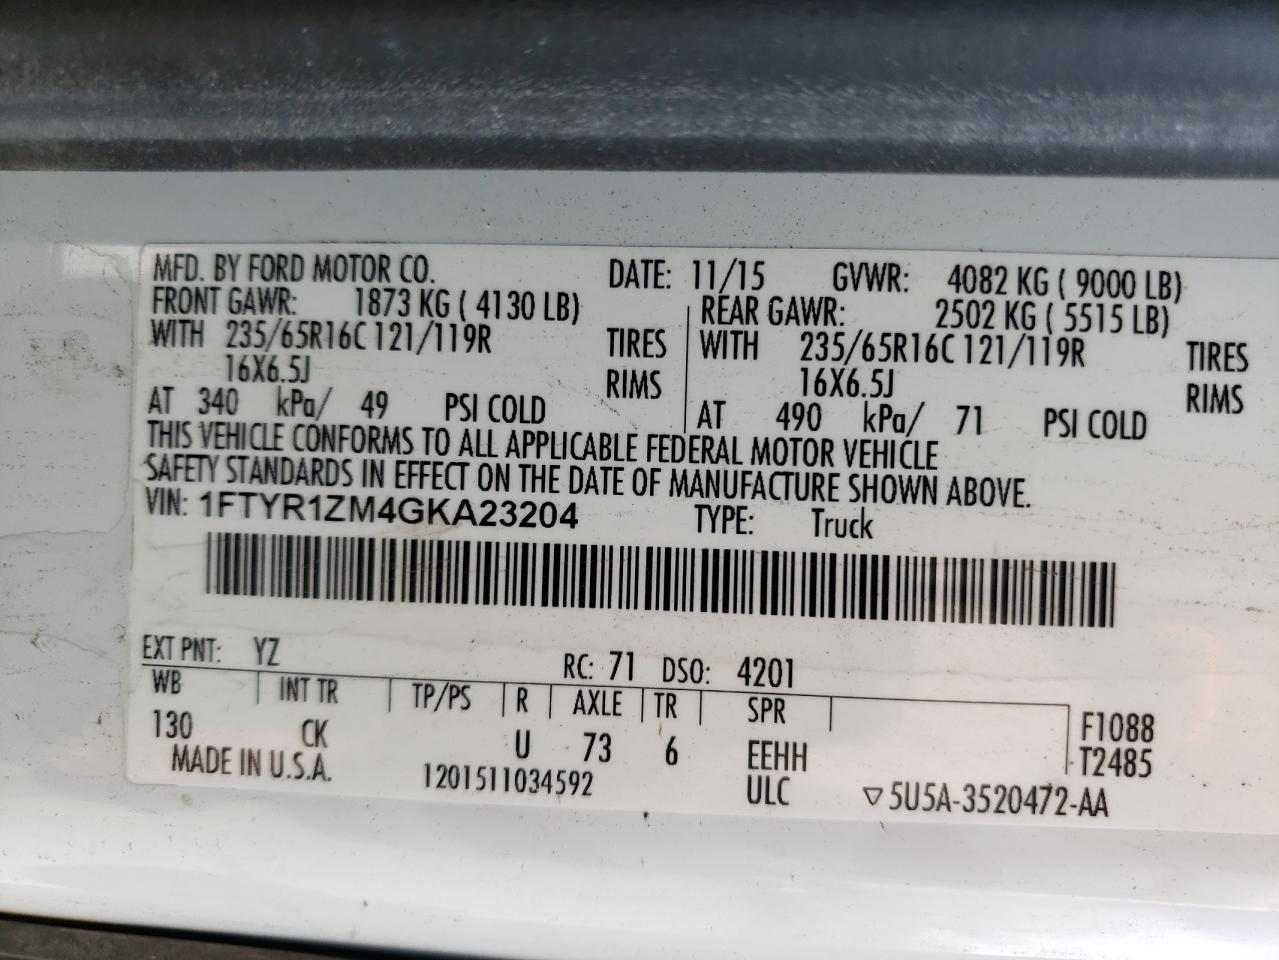 MFD. BY FORD MOTOR CO. DATE: 11/15 GVWR: 4082 KG ( 9000 LB)
FRONT GAWR: 1873 KG ( 4130 LB) REAR GAWR: 2502 KG ( 5515 LB)
WITH 235/65R16C 121/119R TIRES WITH 235/65R16C 121/119R TIRES
16X6.5J RIMS 16X6.5J RIMS
AT 340 kPa/ 49 PSI COLD AT 490 kPa/ 71 PSI COLD
THIS VEHICLE CONFORMS TO ALL APPLICABLE FEDERAL MOTOR VEHICLE
SAFETY STANDARDS IN EFFECT ON THE DATE OF MANUFACTURE SHOWN ABOVE.
VIN: 1FTYR1ZM4GKA23204 TYPE: Truck
EXT PNT: YZ RC: 71 DSO: 4201
WB INT TR TP/PS R AXLE TR SPR
130 CK U 73 6 EEHH F1088
T2485
MADE IN U.S.A. 1201511034592 ULC ▽5U5A-3520472-AA